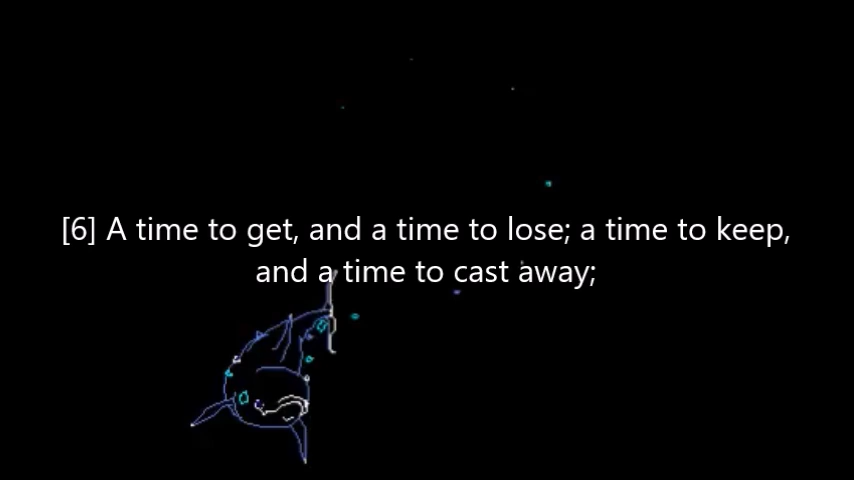 [6] A time to get, and a time to lose; a time to keep,
and a time to cast away;